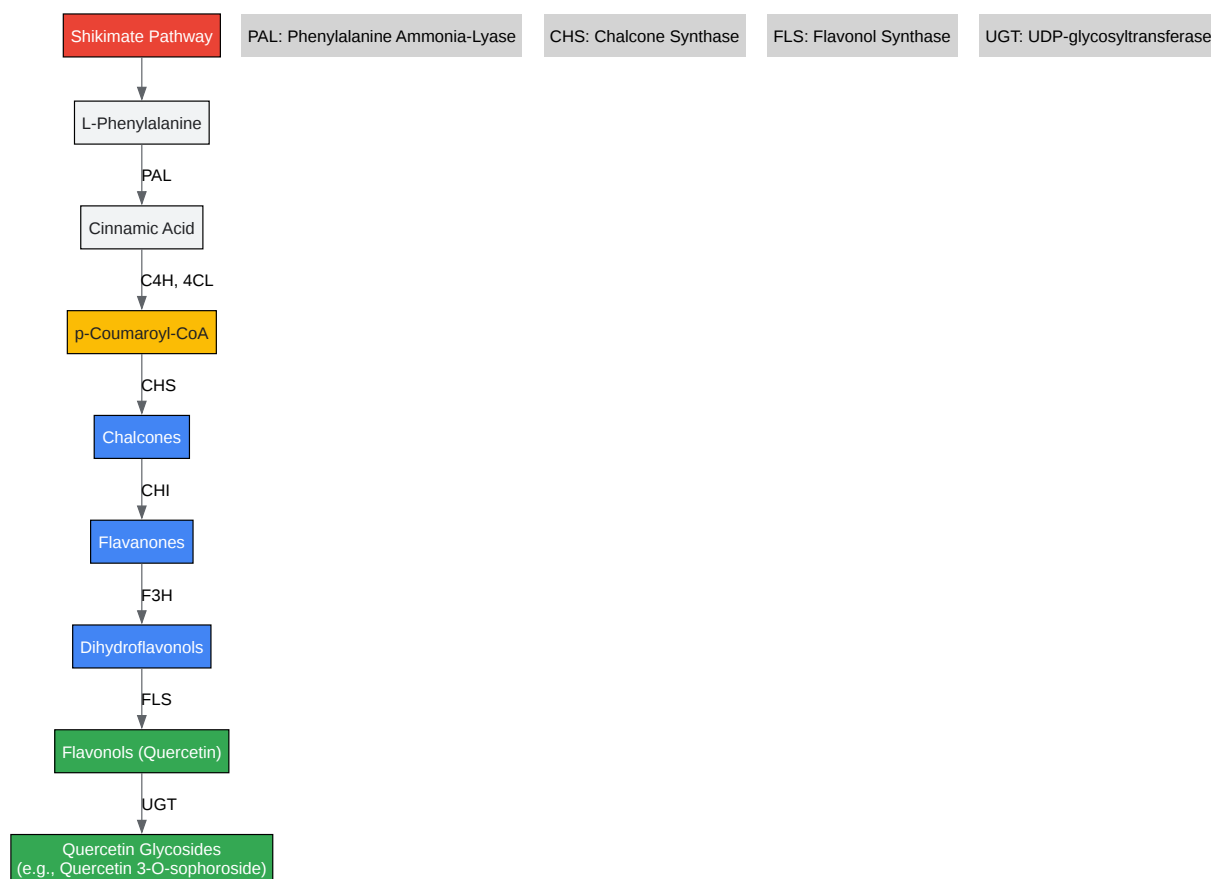 Shikimate Pathway
PAL: Phenylalanine Ammonia-Lyase
CHS: Chalcone Synthase
FLS: Flavonol Synthase
UGT: UDP-glycosyltransferase
L-Phenylalanine
PAL
Cinnamic Acid
C4H, 4CL
p-Coumaroyl-CoA
CHS
Chalcones
CHI
Flavanones
F3H
Dihydroflavonols
FLS
Flavonols (Quercetin)
UGT
Quercetin Glycosides
(e.g., Quercetin 3-O-sophoroside)